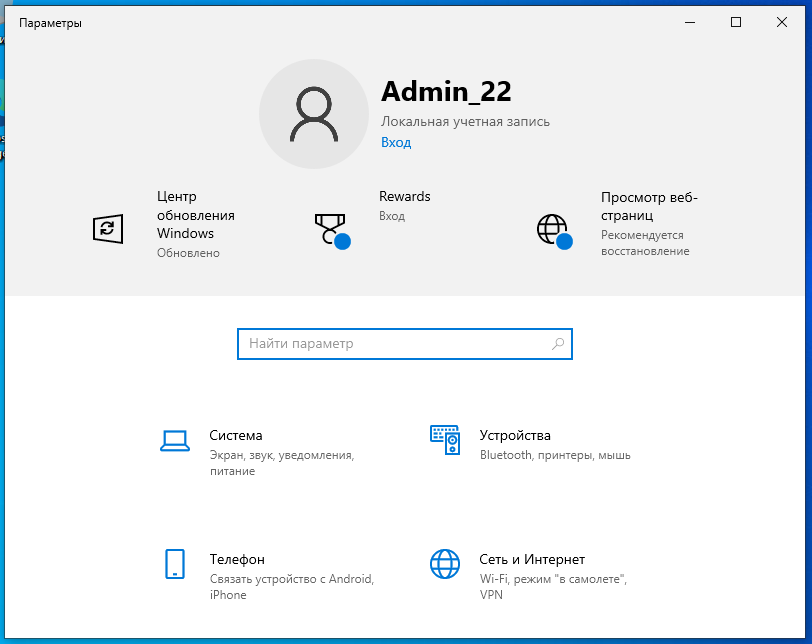 Параметры
Admin_22
Локальная учетная запись
Вход
Центр
обновления
Windows
Обновлено
Rewards
Вход
Просмотр веб-
страниц
Рекомендуется
восстановление
Найти параметр
Система
Экран, звук, уведомления,
питание
Устройства
Bluetooth, принтеры, мышь
Телефон
Связать устройство с Android,
iPhone
Сеть и Интернет
Wi-Fi, режим "в самолете",
VPN